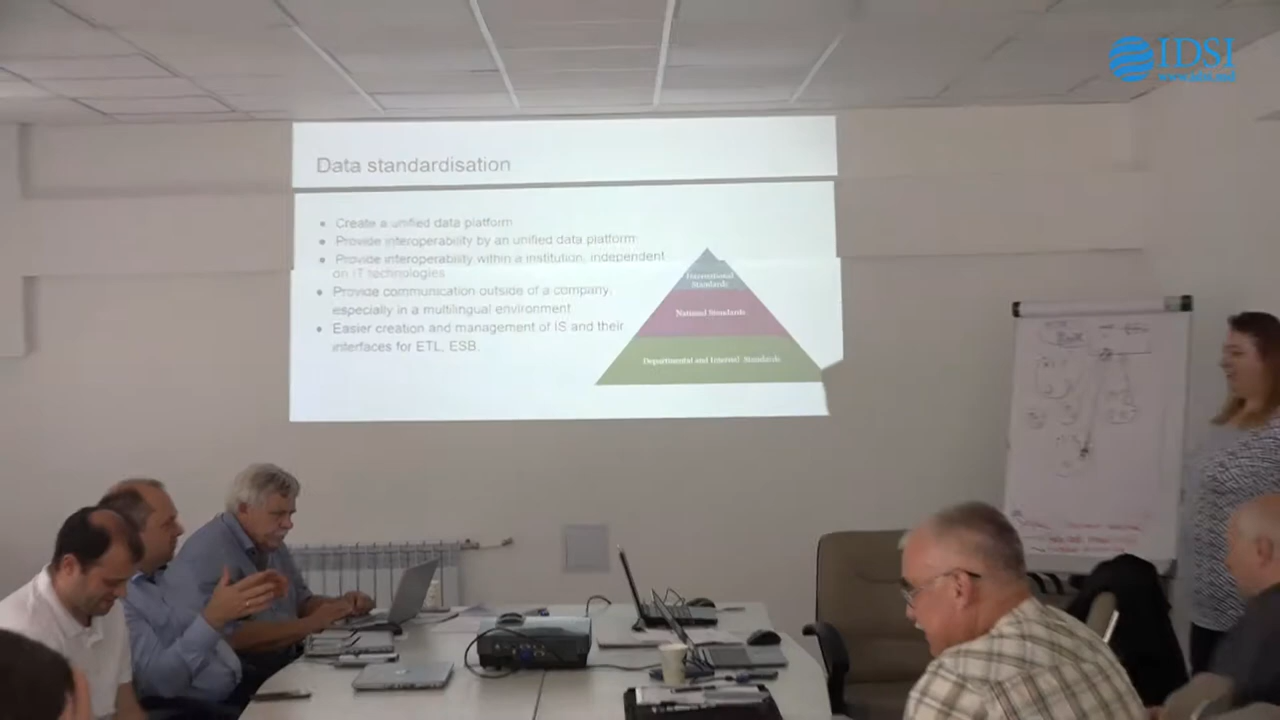 IDSI
Data standardisation
Create a unified data platform
Provide interoperability by an unified data platform
Provide interoperability within a institution, independent
on IT technologies
Provide communication outside of a company,
especially in a multilingual environment
Easier creation and management of IS and their
interfaces for ETL, ESB.
International
Standards
National Standards
Departmental and Internal Standards